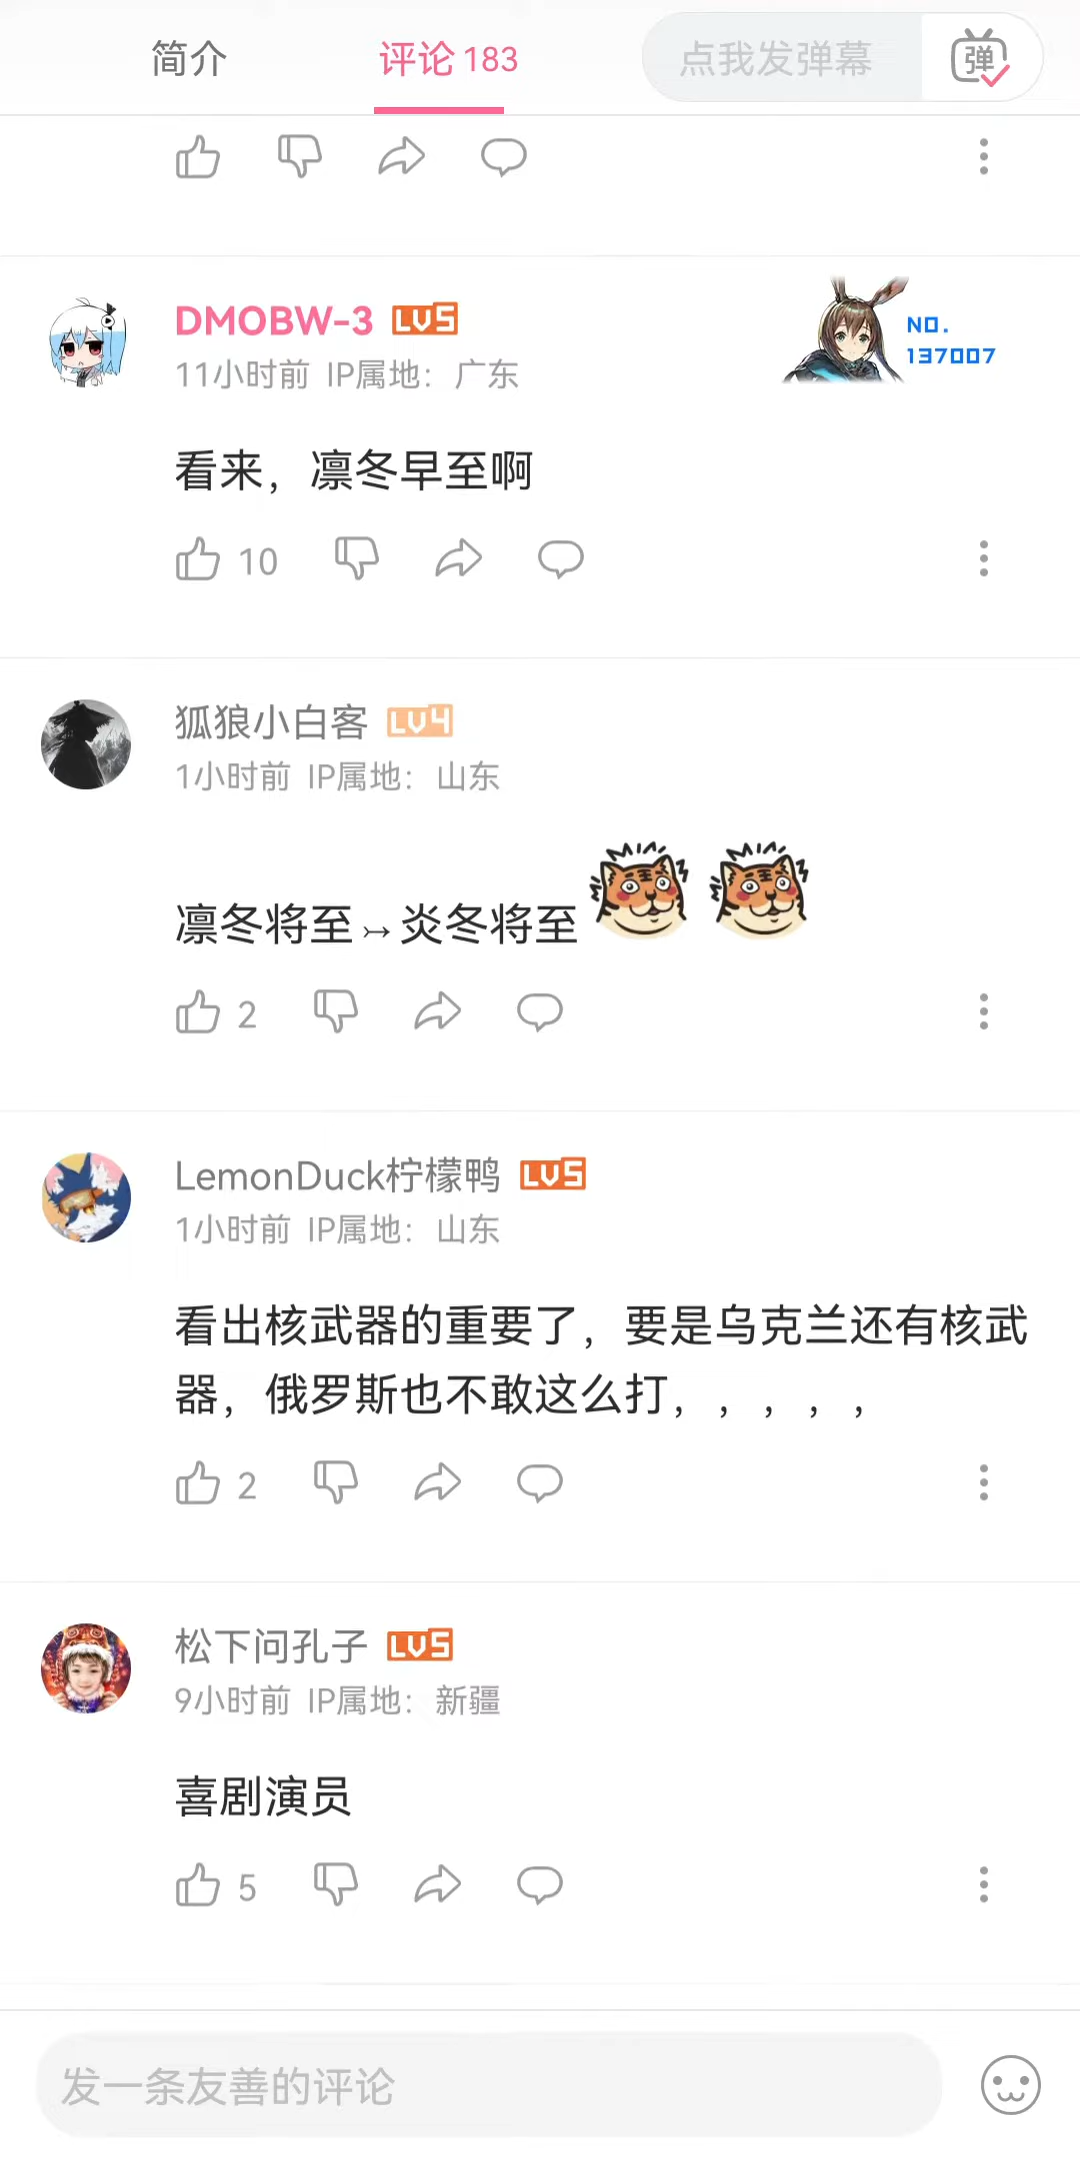 简介
评论 183
点我发弹幕
弹
DMOBW-3 LV5
NO.
137007
11小时前 IP属地：广东
看来，凛冬早至啊
10
狐狼小白客 LV4
1小时前 IP属地：山东
凛冬将至↣炎冬将至
2
LemonDuck柠檬鸭 LV5
1小时前 IP属地：山东
看出核武器的重要了，要是乌克兰还有核武
器，俄罗斯也不敢这么打，，，，，
2
松下问孔子 LV5
9小时前 IP属地：新疆
喜剧演员
5
发一条友善的评论